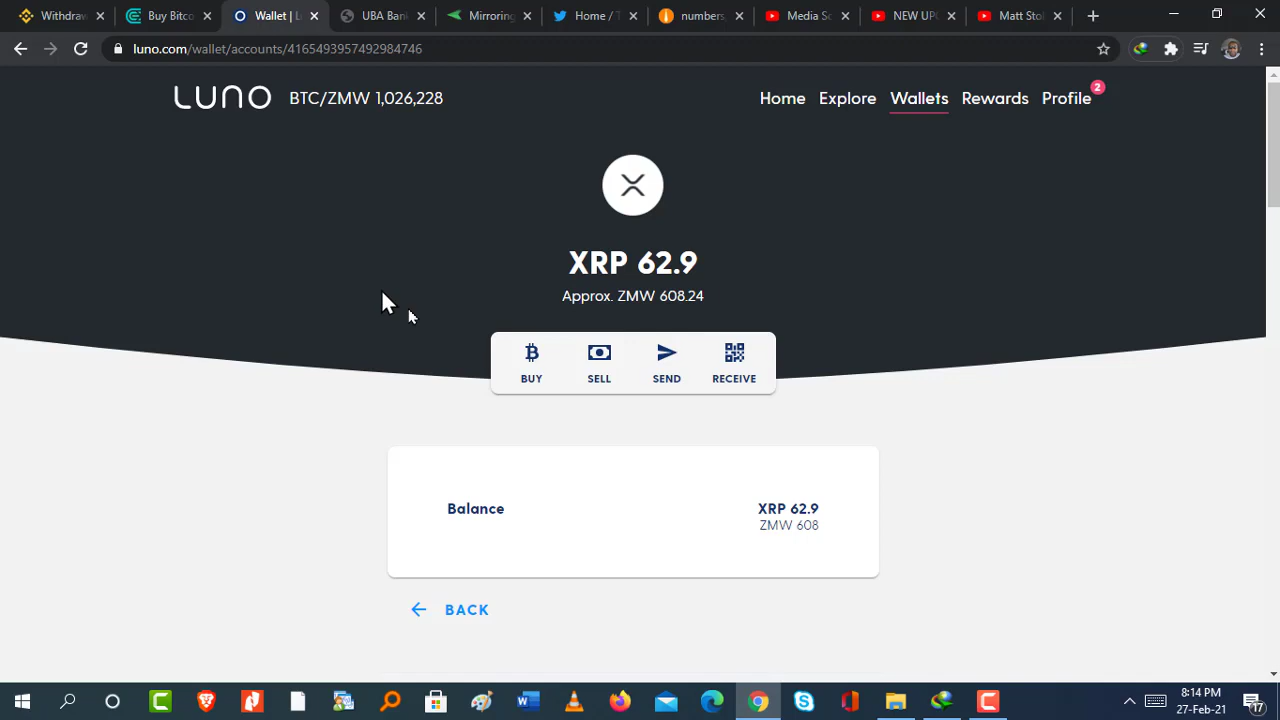 Withdraw
Buy Bitco
Wallet | L
UBA Ban
Mirroring
Home / T
numbers
Media S
NEW UP
Matt Sto
luno.com/wallet/accounts/4165493957492984746
LUNO
BTC/ZMW 1,026,228
Home
Explore
Wallets
Rewards
Profile
2
XRP 62.9
Approx. ZMW 608.24
BUY
SELL
SEND
RECEIVE
Balance
XRP 62.9
ZMW 608
BACK
8:14 PM
27-Feb-21
17